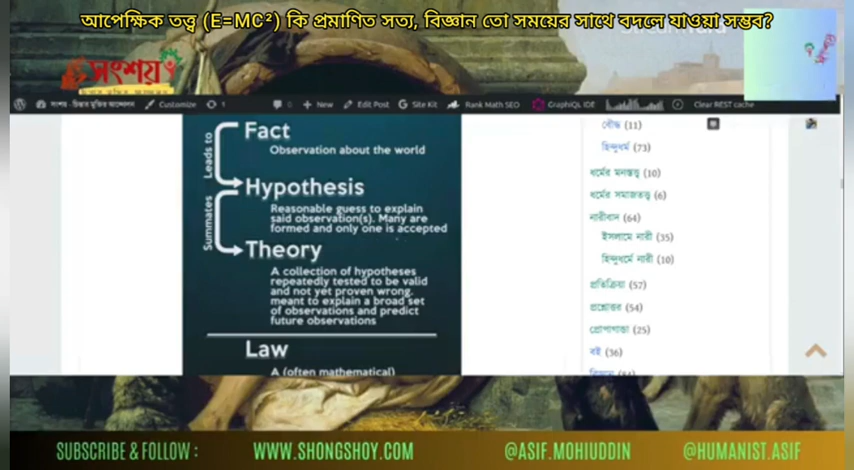 আপেক্ষিক তত্ত্ব (E=MC²) কি প্রমাণিত সত্য, বিজ্ঞান তো সময়ের সাথে বদলে যাওয়া সম্ভব?
সংশয়
সংশয় - চিন্তার মুক্তির আন্দোলন Customize 1 0 New Edit Post Site Kit Rank Math SEO GraphiQL IDE Clear REST cache
Leads to
Fact
Observation about the world
Hypothesis
Reasonable guess to explain
said observation(s). Many are
formed and only one is accepted
Summates
Theory
A collection of hypotheses
repeatedly tested to be valid
and not yet proven wrong.
meant to explain a broad set
of observations and predict
future observations
Law
A (often mathematical)
বৌদ্ধ (11)
হিন্দুধর্ম (73)
ধর্মের মনস্তত্ত্ব (10)
ধর্মের সমাজতত্ত্ব (6)
নারীবাদ (64)
ইসলামে নারী (35)
হিন্দুধর্মে নারী (10)
প্রতিক্রিয়া (57)
প্রশ্নোত্তর (54)
প্রোপাগান্ডা (25)
বই (36)
SUBSCRIBE & FOLLOW : WWW.SHONGSHOY.COM @ASIF.MOHIUDDIN @HUMANIST.ASIF